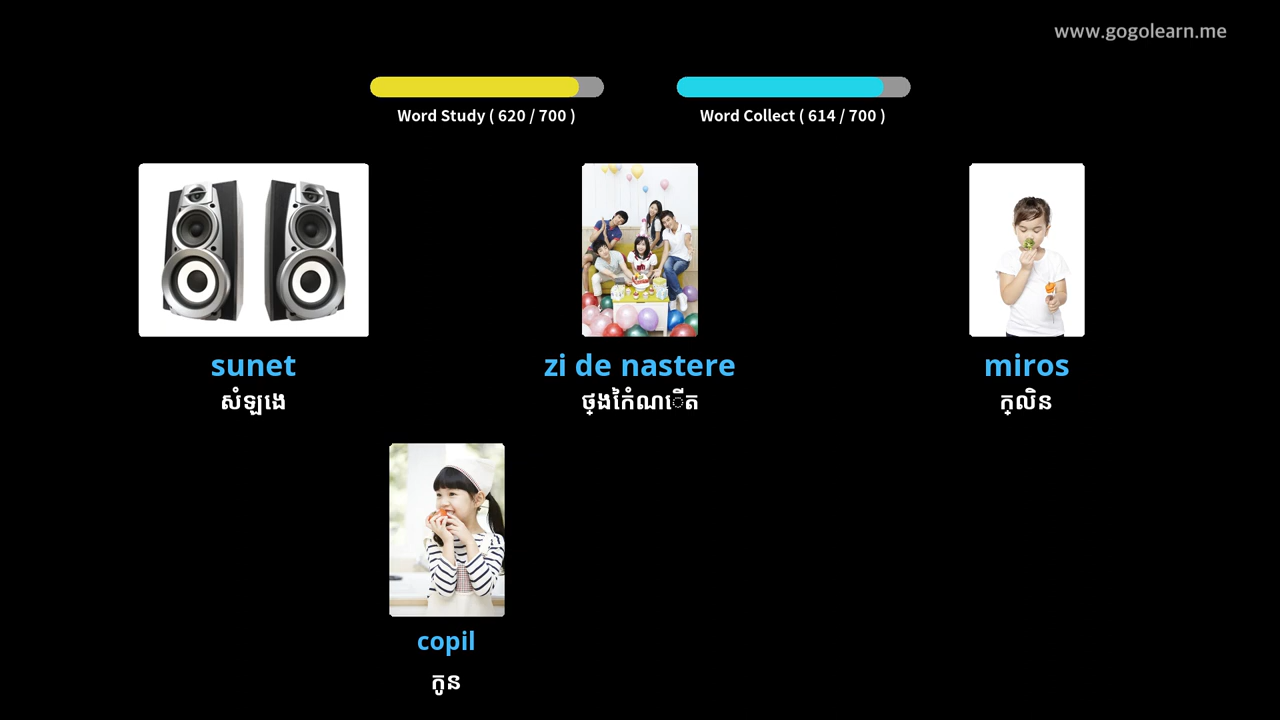 www.gogolearn.me
Word Study ( 620 / 700 )
Word Collect ( 614 / 700 )
sunet
zi de nastere
miros
សំឡេង
ថ្ងៃកំណើត
ក្លិន
copil
កូន